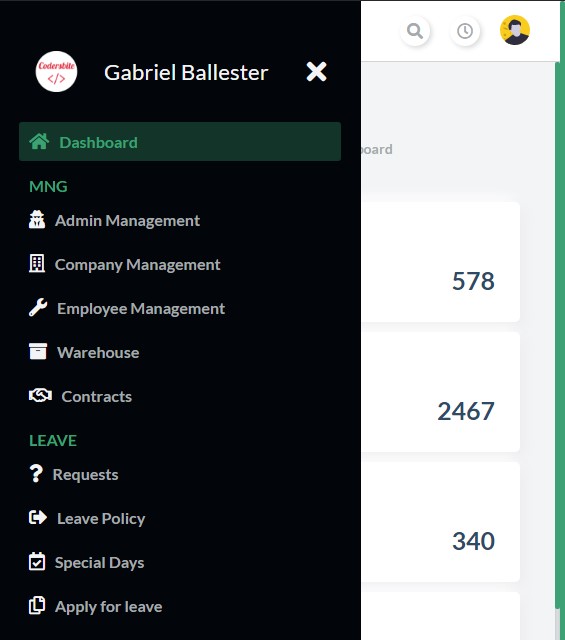 Codersbite
</>
Gabriel Ballester
Dashboard
board
MNG
Admin Management
Company Management
578
Employee Management
Warehouse
Contracts
2467
LEAVE
Requests
Leave Policy
340
Special Days
Apply for leave